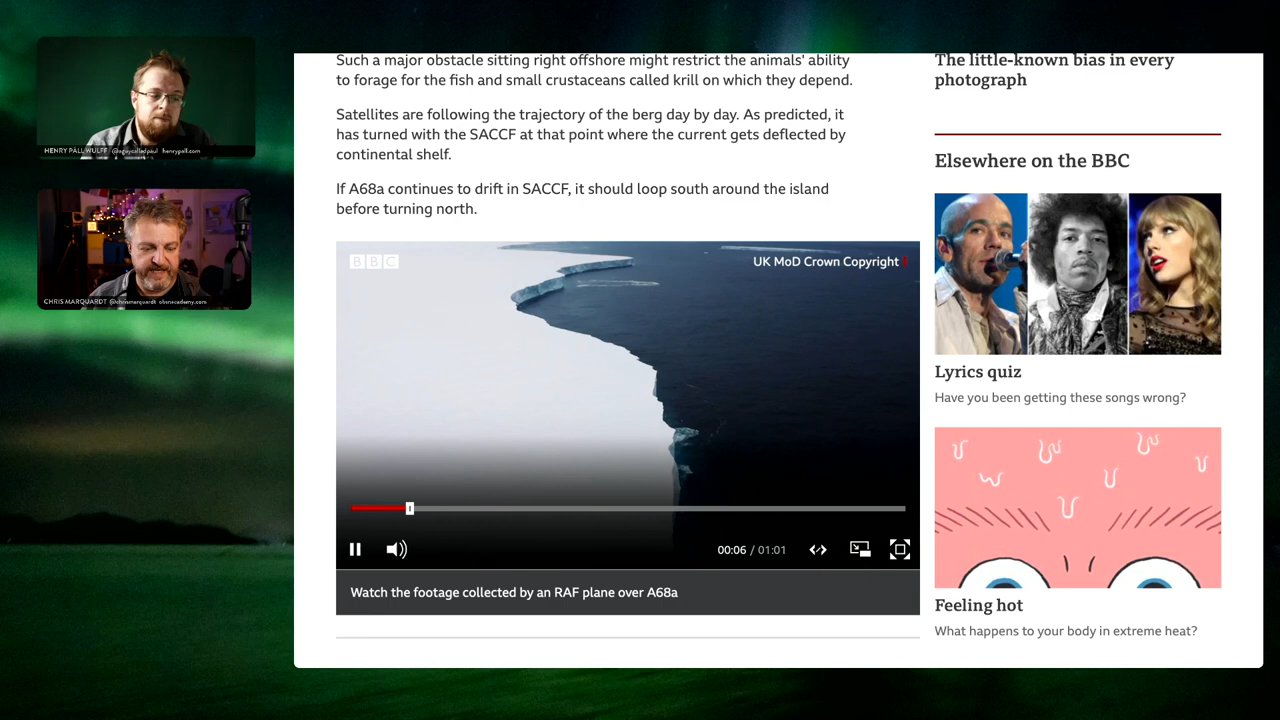 HENRY PÁLL WULFF @aguycalledpaul henrypall.com
CHRIS MARQUARDT @chrismarquardt
Such a major obstacle sitting right offshore might restrict the animals' ability
to forage for the fish and small crustaceans called krill on which they depend.
Satellites are following the trajectory of the berg day by day. As predicted, it
has turned with the SACCF at that point where the current gets deflected by
continental shelf.
If A68a continues to drift in SACCF, it should loop south around the island
before turning north.
BBC
UK MoD Crown Copyright
00:06 / 01:01
Watch the footage collected by an RAF plane over A68a
The little-known bias in every
photograph
Elsewhere on the BBC
Lyrics quiz
Have you been getting these songs wrong?
Feeling hot
What happens to your body in extreme heat?